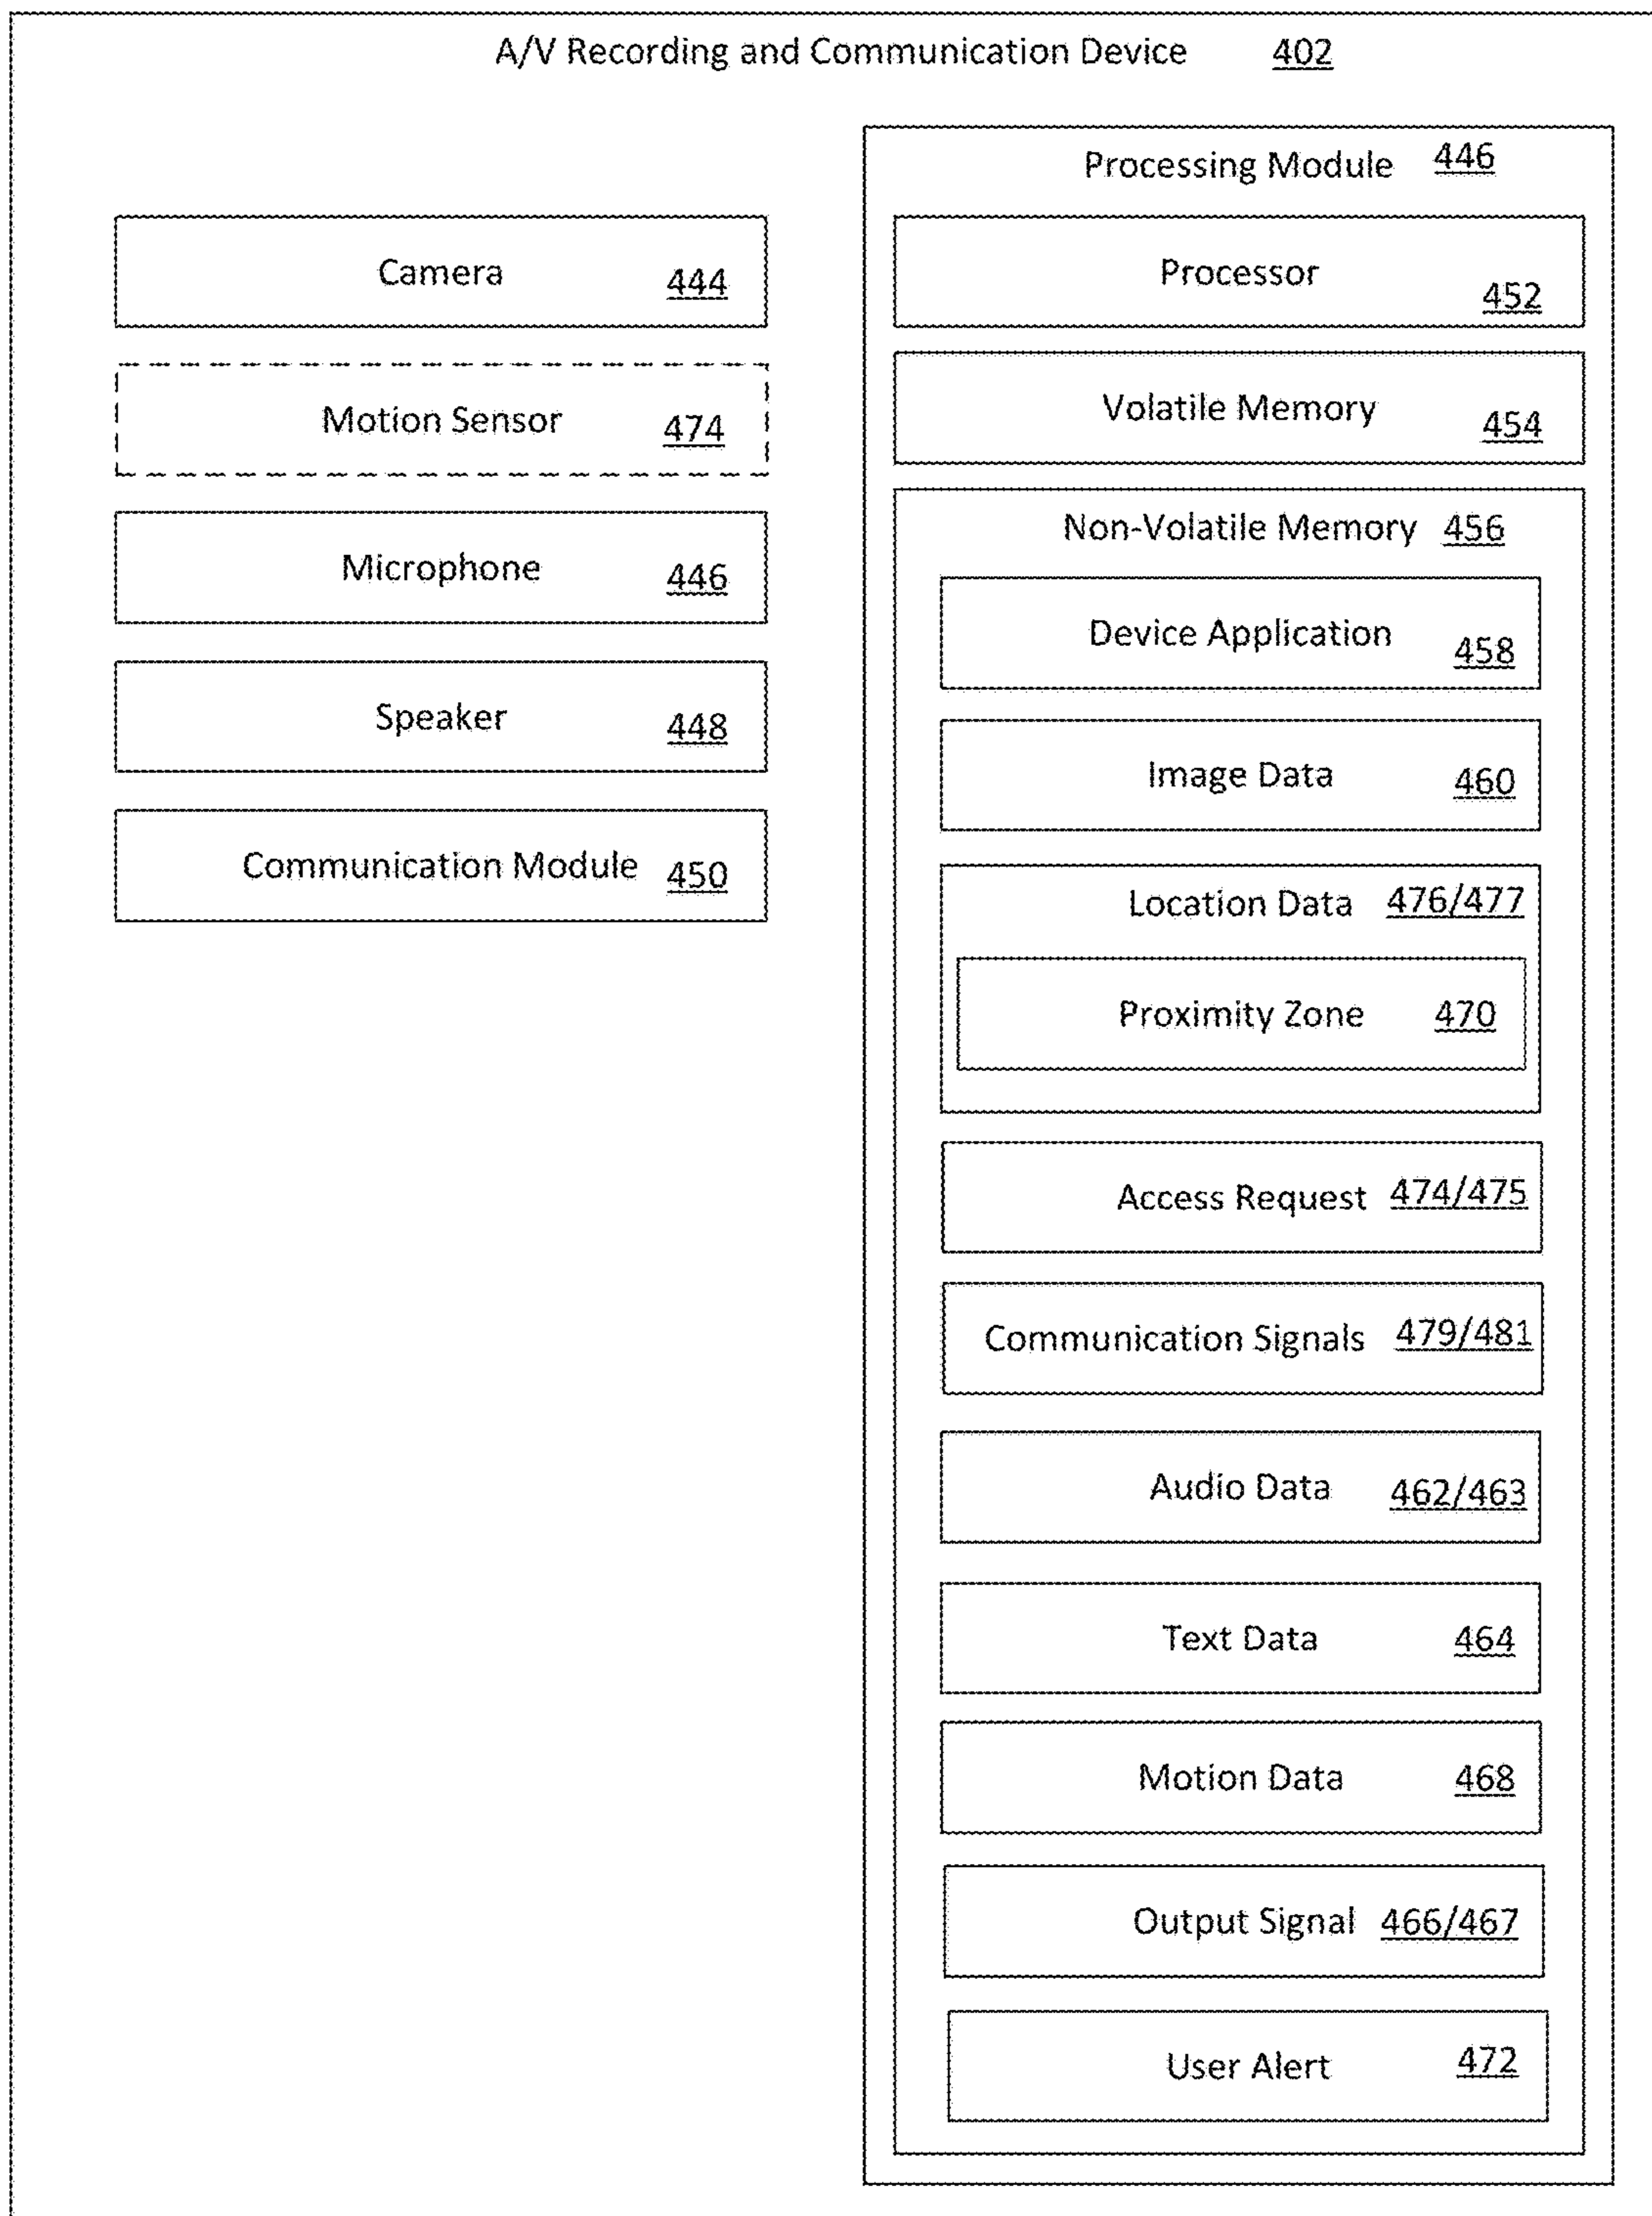 A/V Recording and Communication Device 402
Camera 444
Motion Sensor 474
Microphone 446
Speaker 448
Communication Module 450
Processing Module 446
Processor 452
Volatile Memory 454
Non-Volatile Memory 456
Device Application 458
Image Data 460
Location Data 476/477
Proximity Zone 470
Access Request 474/475
Communication Signals 479/481
Audio Data 462/463
Text Data 464
Motion Data 468
Output Signal 466/467
User Alert 472